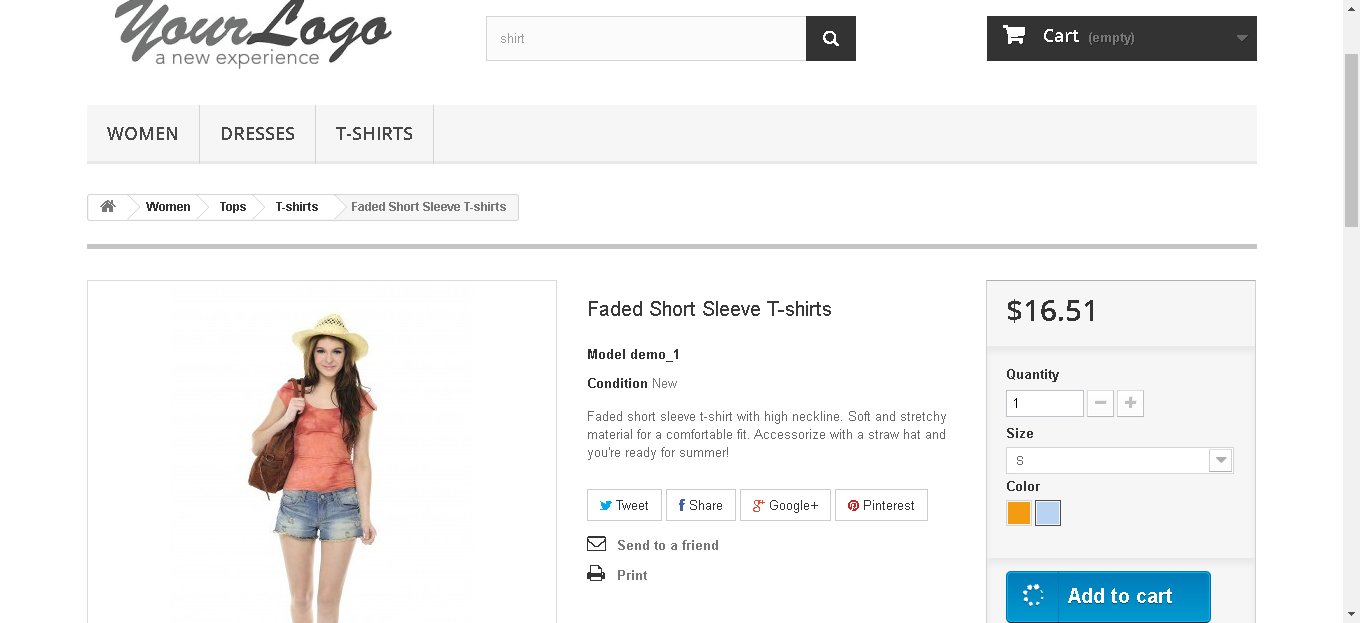 YourLogo
a new experience
shirt
Cart (empty)
WOMEN DRESSES T-SHIRTS
Women Tops T-shirts Faded Short Sleeve T-shirts
Faded Short Sleeve T-shirts
Model demo_1
Condition New
Faded short sleeve t-shirt with high neckline. Soft and stretchy
material for a comfortable fit. Accessorize with a straw hat and
you're ready for summer!
Tweet Share Google+ Pinterest
Send to a friend
Print
$16.51
Quantity
1
Size
S
Color
Add to cart